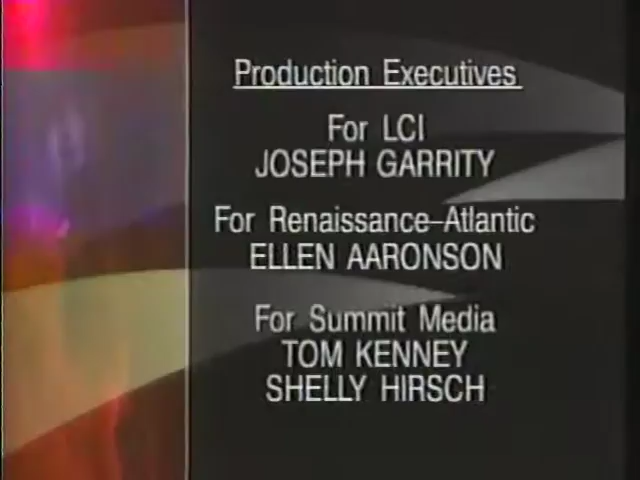 Production Executives
For LCI
JOSEPH GARRITY
For Renaissance–Atlantic
ELLEN AARONSON
For Summit Media
TOM KENNEY
SHELLY HIRSCH